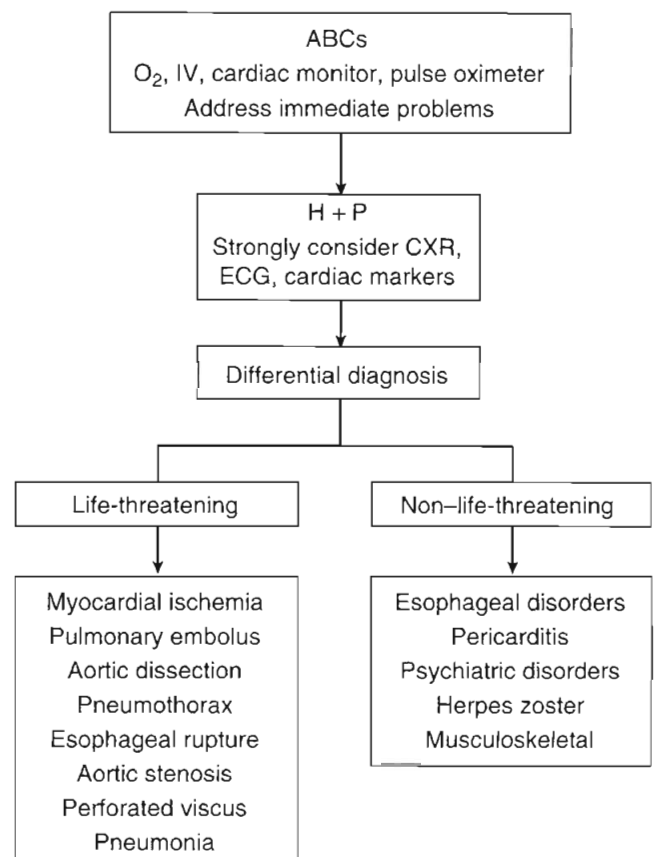 ABCs
O₂, IV, cardiac monitor, pulse oximeter
Address immediate problems
H + P
Strongly consider CXR,
ECG, cardiac markers
Differential diagnosis
Life-threatening
Myocardial ischemia
Pulmonary embolus
Aortic dissection
Pneumothorax
Esophageal rupture
Aortic stenosis
Perforated viscus
Pneumonia
Non–life-threatening
Esophageal disorders
Pericarditis
Psychiatric disorders
Herpes zoster
Musculoskeletal